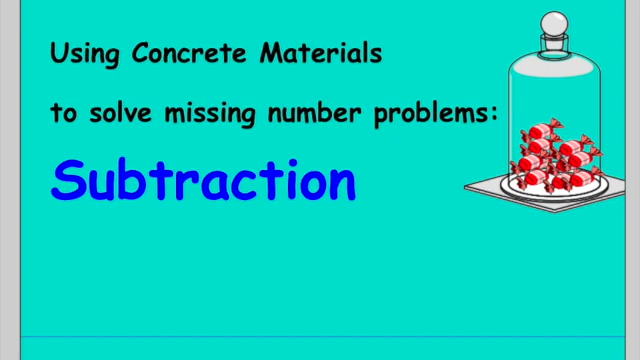 Using Concrete Materials
to solve missing number problems:
Subtraction